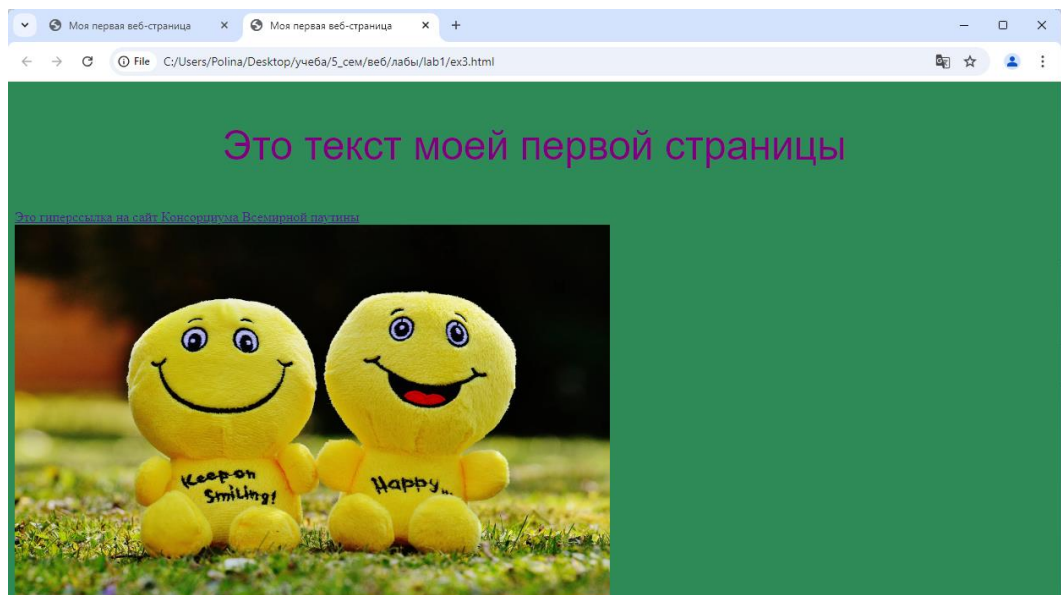 Моя первая веб-страница
Моя первая веб-страница
File C:/Users/Polina/Desktop/учеба/5_сем/веб/лабы/lab1/ex3.html
Это текст моей первой страницы
Это гиперссылка на сайт Консорциума Всемирной паутины
Keep on
Smiling!
Happy...